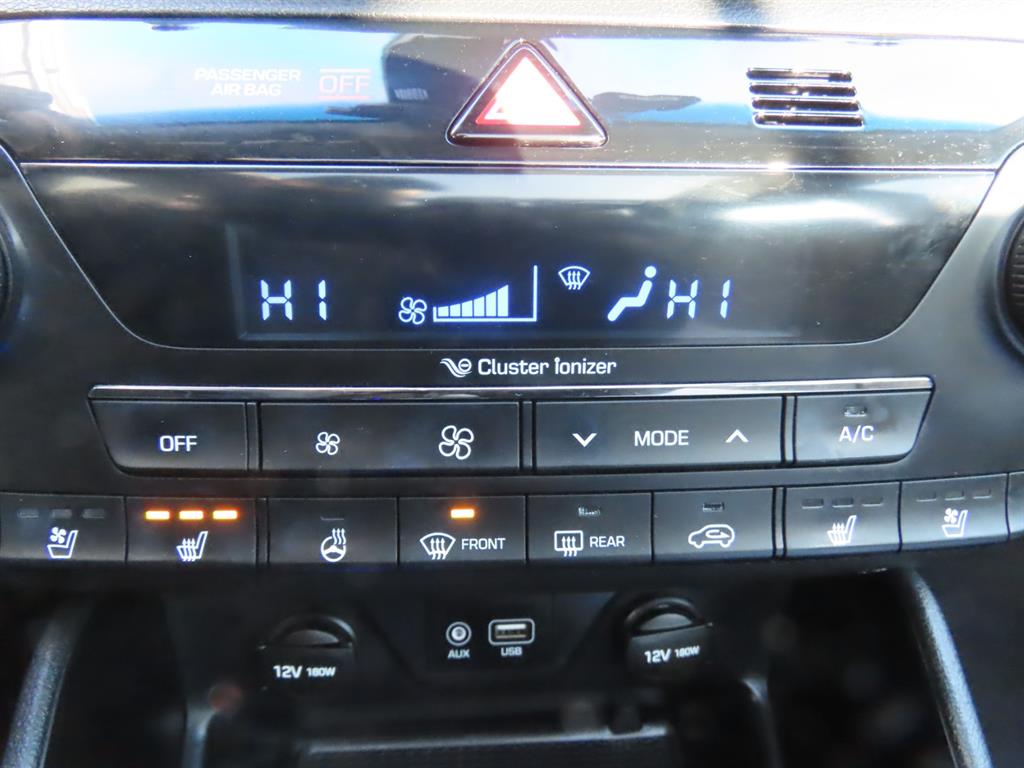 PASSENGER
AIR BAG OFF
HI HI
Cluster ionizer
OFF MODE A/C
FRONT REAR
AUX USB
12V 180W 12V 180W